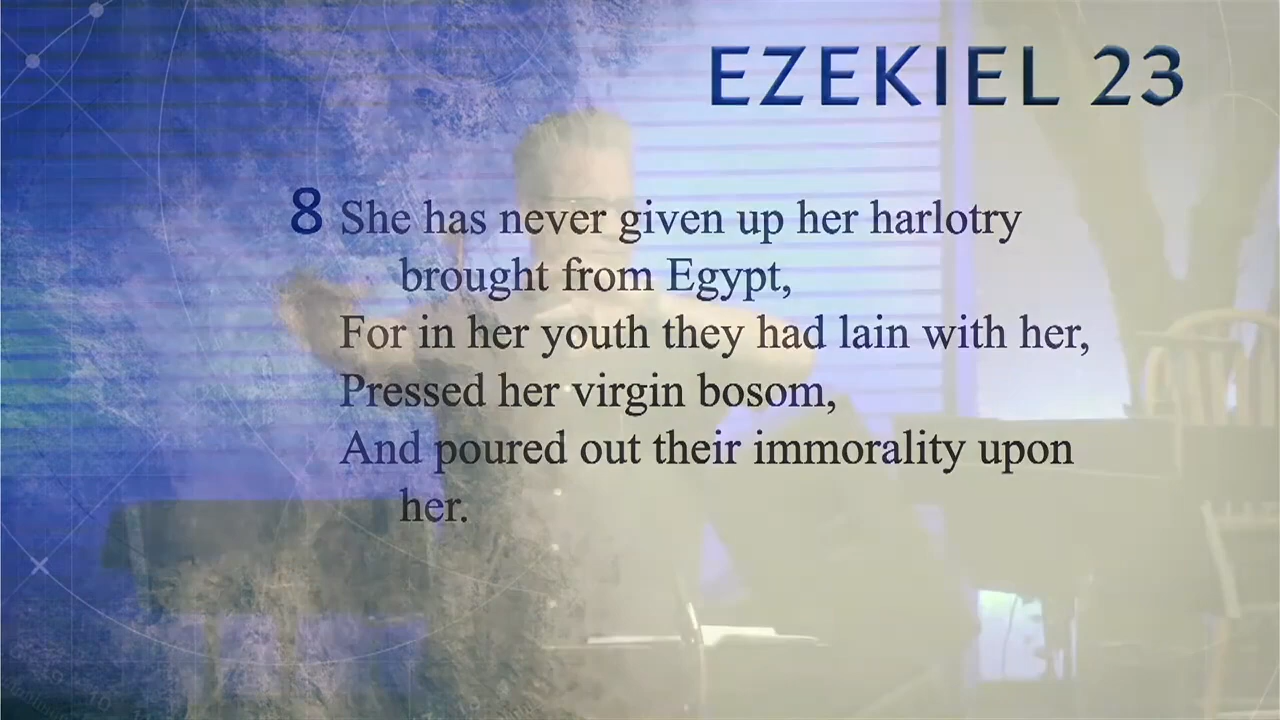 EZEKIEL 23
8 She has never given up her harlotry
brought from Egypt,
For in her youth they had lain with her,
Pressed her virgin bosom,
And poured out their immorality upon
her.